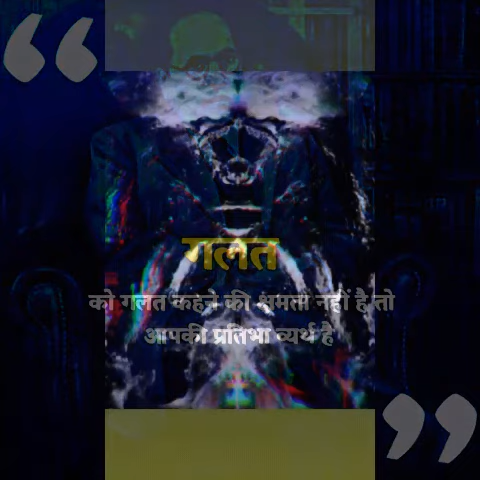 गलत
को गलत कहने की क्षमता नहीं है तो
आपकी प्रतिभा व्यर्थ है